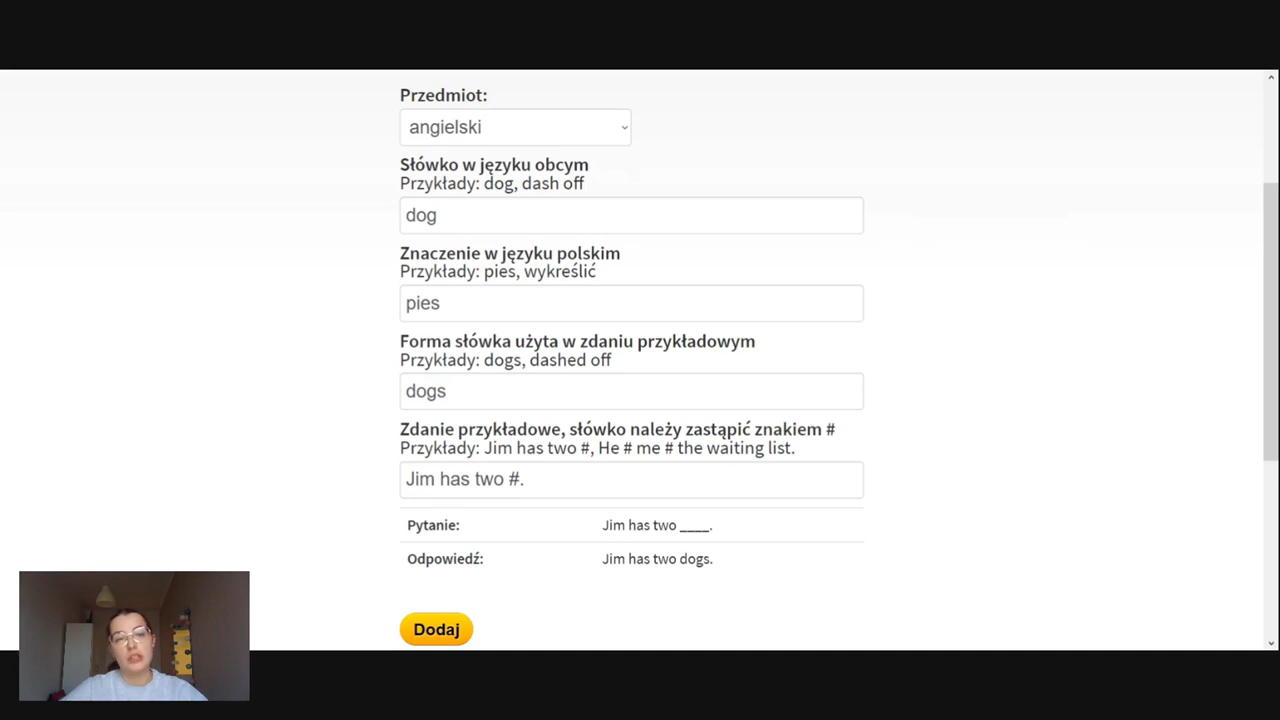 Przedmiot:
angielski
Słówko w języku obcym
Przykłady: dog, dash off
dog
Znaczenie w języku polskim
Przykłady: pies, wykreślić
pies
Forma słówka użyta w zdaniu przykładowym
Przykłady: dogs, dashed off
dogs
Zdanie przykładowe, słówko należy zastąpić znakiem #
Przykłady: Jim has two #, He # me # the waiting list.
Jim has two #.
Pytanie: Jim has two ____.
Odpowiedź: Jim has two dogs.
Dodaj